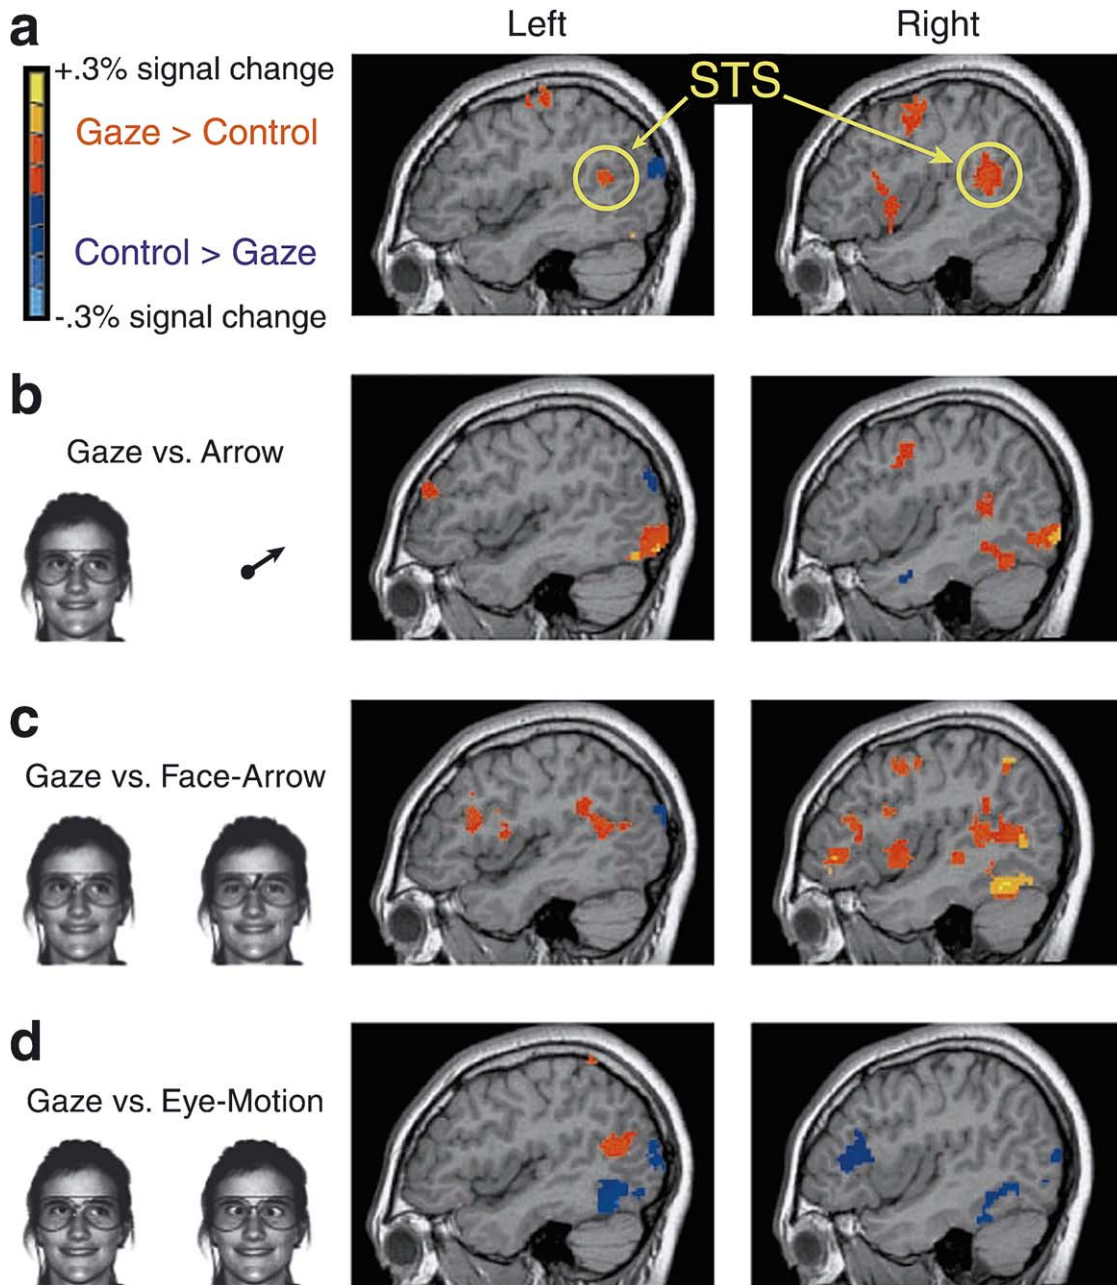 a
Left
Right
+.3% signal change
Gaze > Control
Control > Gaze
-.3% signal change
STS
b
Gaze vs. Arrow
c
Gaze vs. Face-Arrow
d
Gaze vs. Eye-Motion